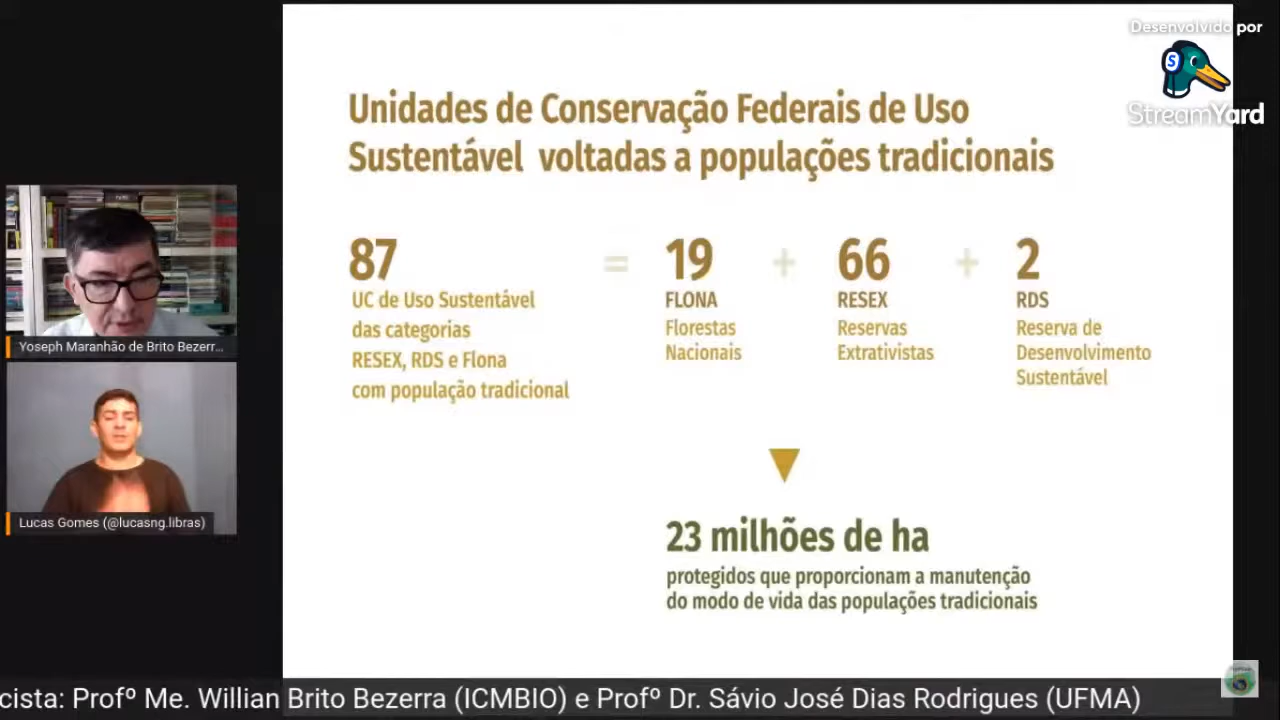 Desenvolvido por
S
StreamYard
Unidades de Conservação Federais de Uso
Sustentável voltadas a populações tradicionais
87 = 19 + 66 + 2
UC de Uso Sustentável
das categorias
RESEX, RDS e Flona
com população tradicional
FLONA
Florestas
Nacionais
RESEX
Reservas
Extrativistas
RDS
Reserva de
Desenvolvimento
Sustentável
23 milhões de ha
protegidos que proporcionam a manutenção
do modo de vida das populações tradicionais
Yoseph Maranhão de Brito Bezerr...
Lucas Gomes (@lucasng.libras)
cista: Profº Me. Willian Brito Bezerra (ICMBIO) e Profº Dr. Sávio José Dias Rodrigues (UFMA)